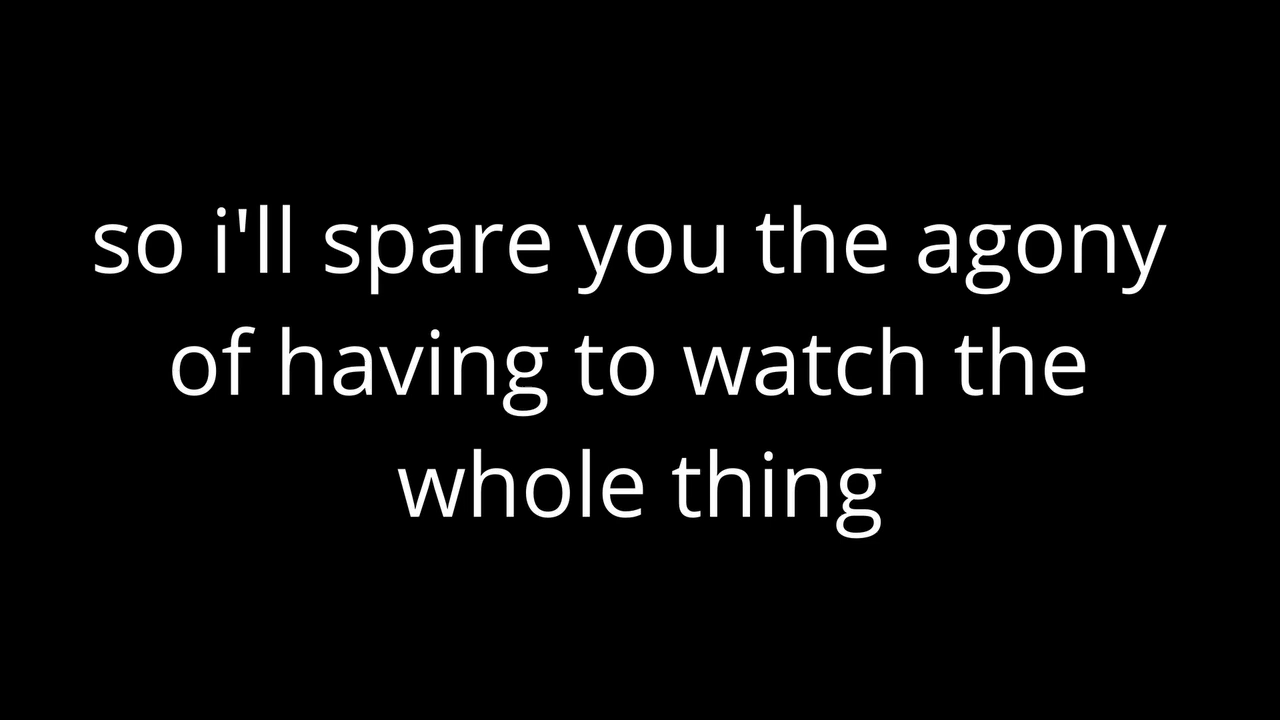 so i'll spare you the agony
of having to watch the
whole thing